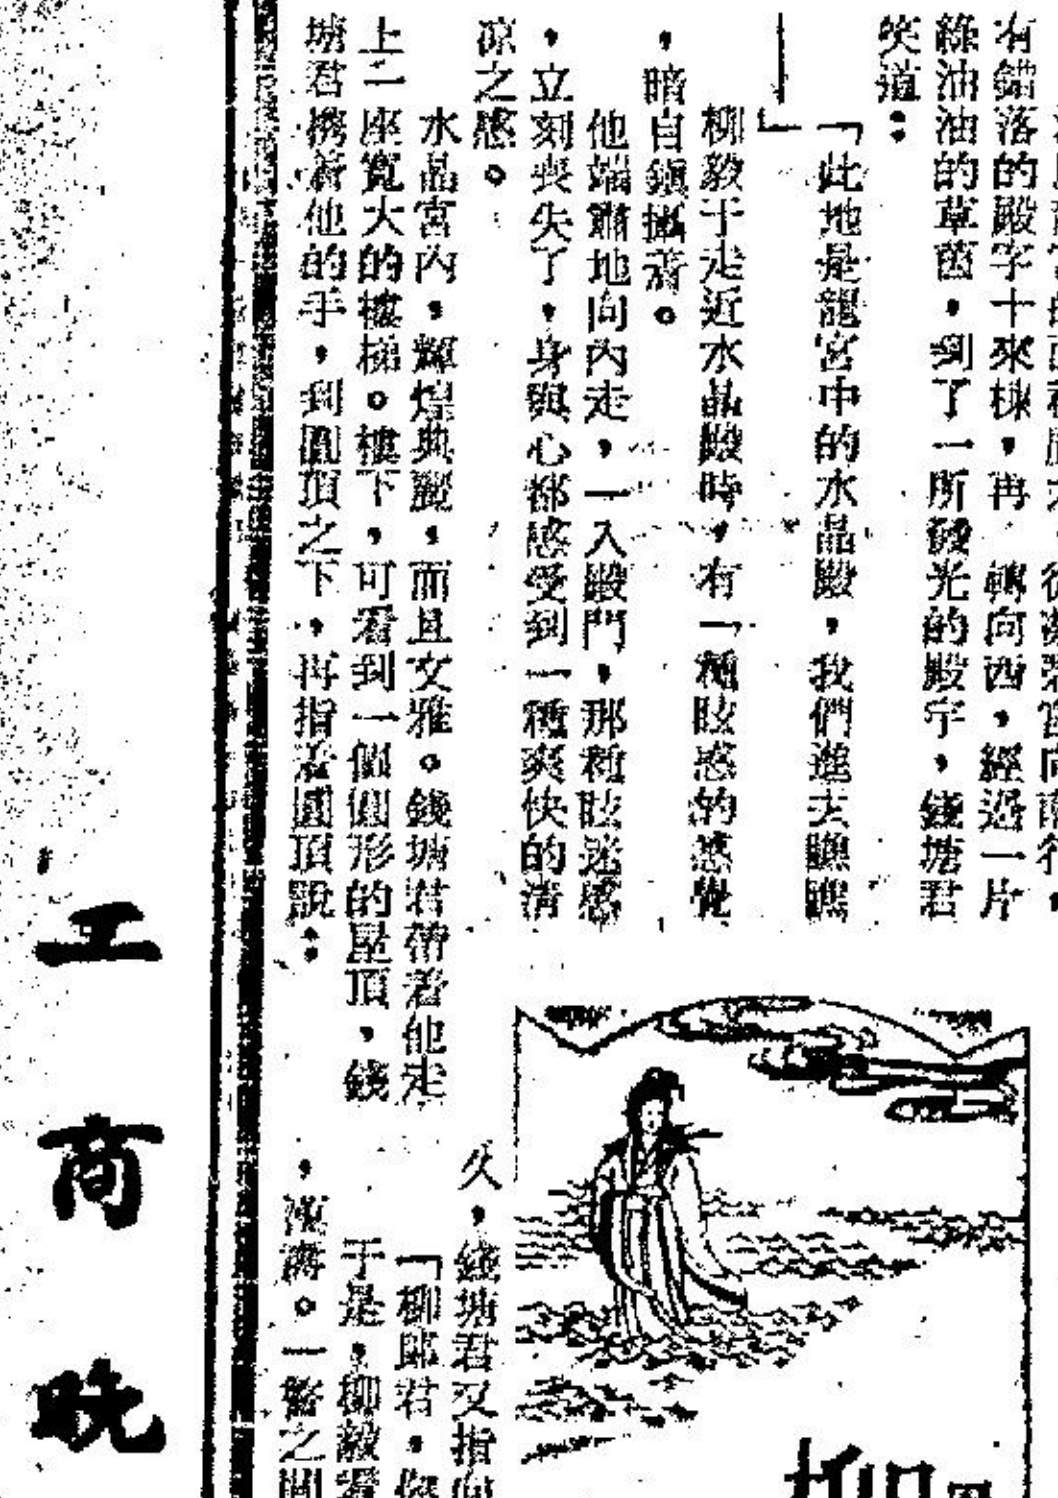 有錯落的殿宇十來棟，再　轉向西，經過一片
綠油油的草茵，到了一所發光的殿宇，錢塘君
笑道：
「此地是龍宮中的水晶殿，我們進去瞧瞧
」
柳毅于走近水晶殿時，有一種眩惑的感覺
，暗自鎮攝着。
他端肅地向內走，一入殿門，那種眩迷感
，立刻喪失了，身與心都感受到一種爽快的清
涼之感。
水晶宮內，輝煌典麗，而且文雅。錢塘君帶着他走
上二座寬大的樓梯。樓下，可看到一個圓形的屋頂，錢
塘君携着他的手，到圓頂之下，再指着圓頂說：
久，錢塘君又指向
「柳郎君，
于是，柳毅看
。一瞥之間
柳
工商晚